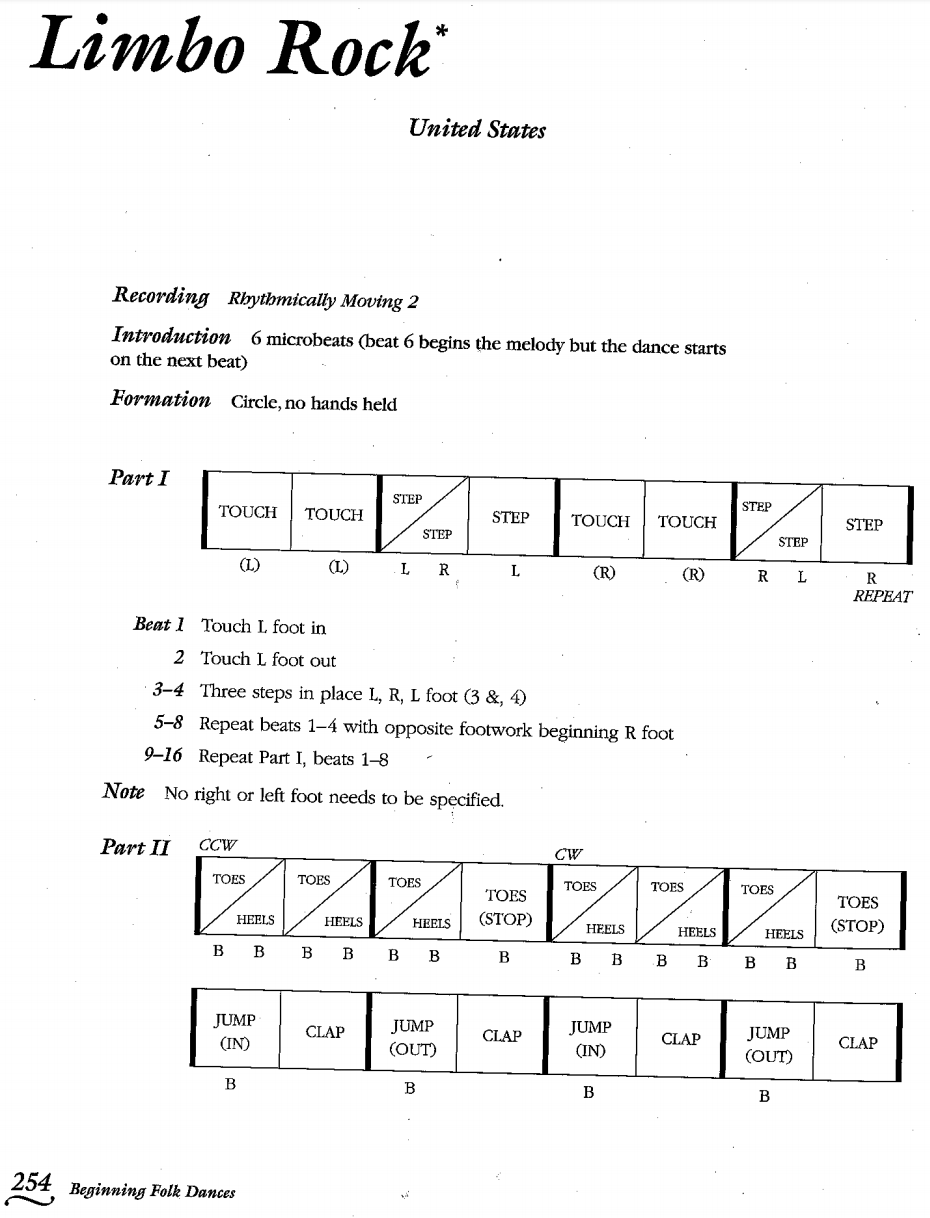 Limbo Rock*
United States
Recording Rhythmically Moving 2
Introduction 6 microbeats (beat 6 begins the melody but the dance starts
on the next beat)
Formation Circle, no hands held
Part I
TOUCH TOUCH STEP STEP STEP TOUCH TOUCH STEP STEP STEP
(L) (L) L R L (R) (R) R L R
REPEAT
Beat 1 Touch L foot in
2 Touch L foot out
3–4 Three steps in place L, R, L foot (3 &, 4)
5–8 Repeat beats 1–4 with opposite footwork beginning R foot
9–16 Repeat Part I, beats 1–8
Note No right or left foot needs to be specified.
Part II CCW CW
TOES HEELS TOES HEELS TOES HEELS TOES (STOP) TOES HEELS TOES HEELS TOES HEELS TOES (STOP)
B B B B B B B B B B B B B B
JUMP (IN) CLAP JUMP (OUT) CLAP JUMP (IN) CLAP JUMP (OUT) CLAP
B B B B
254 Beginning Folk Dances